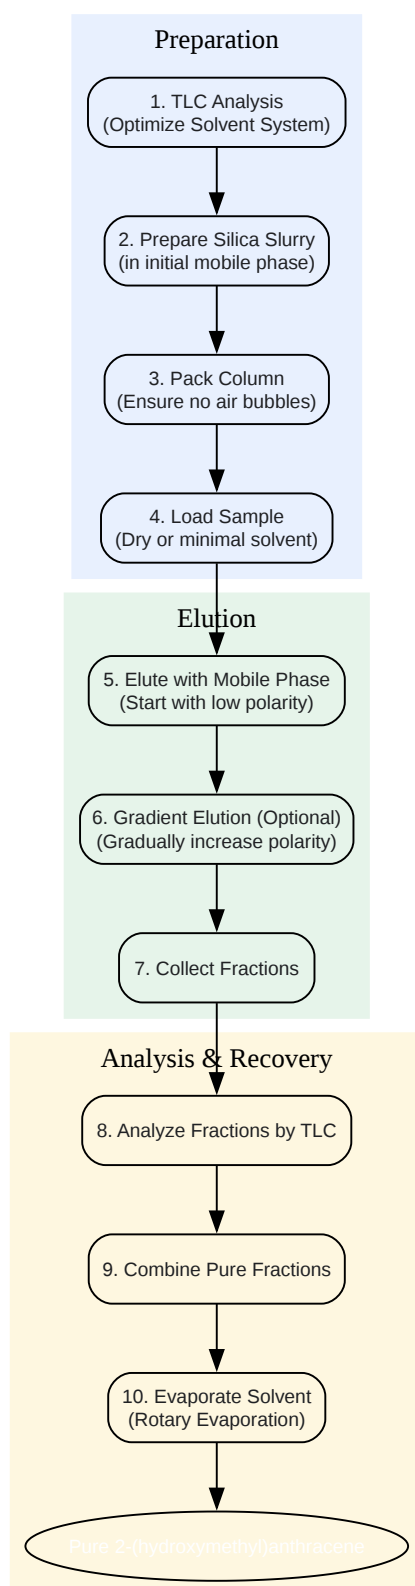 Preparation
1. TLC Analysis
(Optimize Solvent System)
2. Prepare Silica Slurry
(in initial mobile phase)
3. Pack Column
(Ensure no air bubbles)
4. Load Sample
(Dry or minimal solvent)
Elution
5. Elute with Mobile Phase
(Start with low polarity)
6. Gradient Elution (Optional)
(Gradually increase polarity)
7. Collect Fractions
Analysis & Recovery
8. Analyze Fractions by TLC
9. Combine Pure Fractions
10. Evaporate Solvent
(Rotary Evaporation)
Pure 2-(hydroxymethyl)anthracene